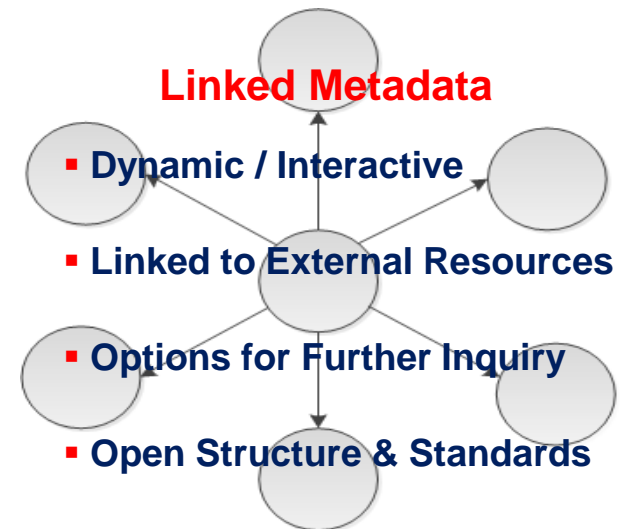 Linked Metadata
▪ Dynamic / Interactive
▪ Linked to External Resources
▪ Options for Further Inquiry
▪ Open Structure & Standards